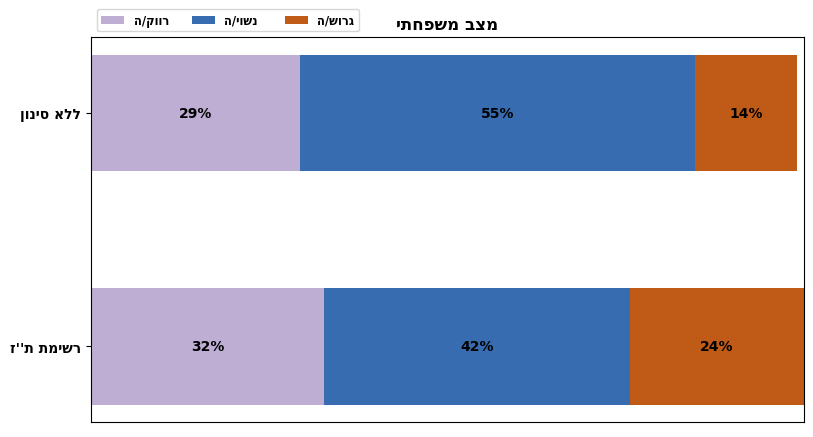 מצב משפחתי
רווק/ה
נשוי/ה
גרוש/ה
ללא סינון
29%
55%
14%
רשימת ת''ז
32%
42%
24%